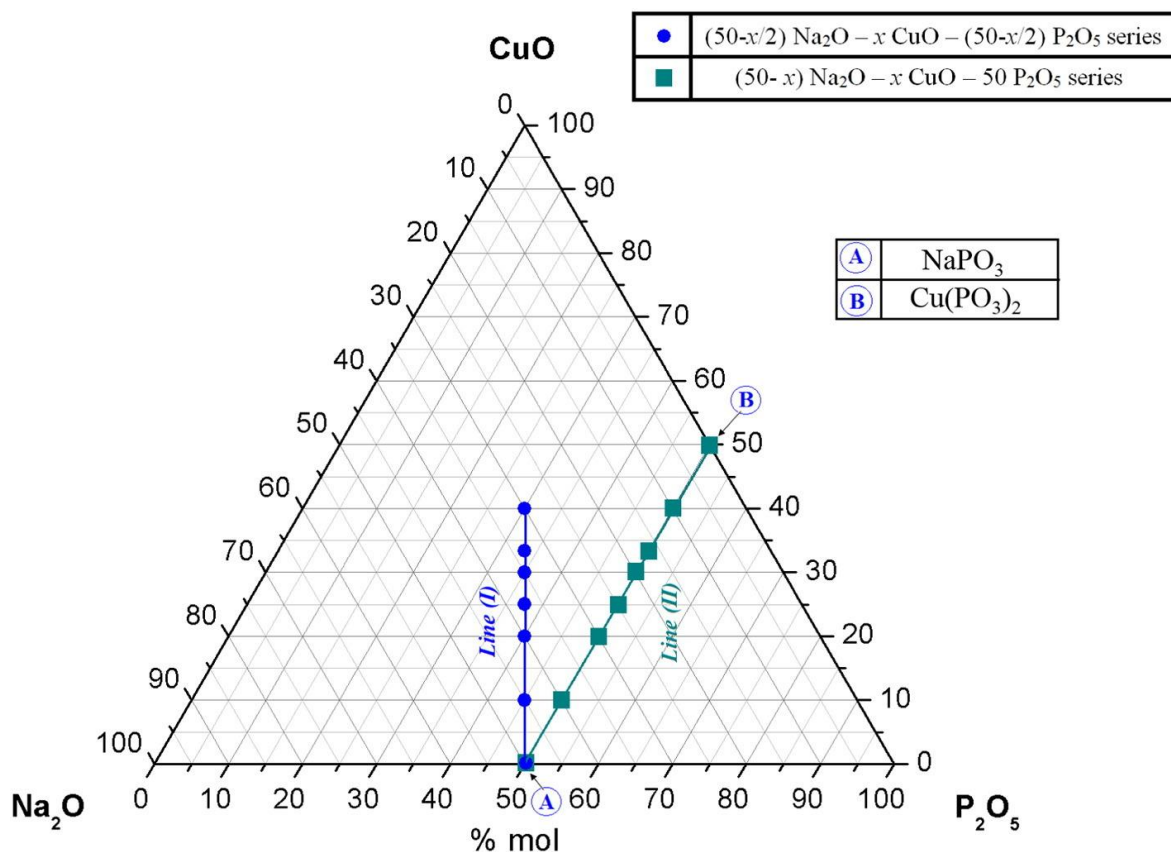 (50-x/2) Na₂O – x CuO – (50-x/2) P₂O₅ series
(50- x) Na₂O – x CuO – 50 P₂O₅ series
CuO
0 100
10 90
20 80
30 70
40 60
50 50
60 40
70 30
80 20
90 10
100 0
A NaPO₃
B Cu(PO₃)₂
B
Line (I)
Line (II)
0 10 20 30 40 50 60 70 80 90 100
A
Na₂O
P₂O₅
% mol